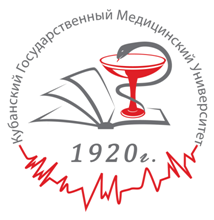 Кубанский Государственный Медицинский Университет
1920г.